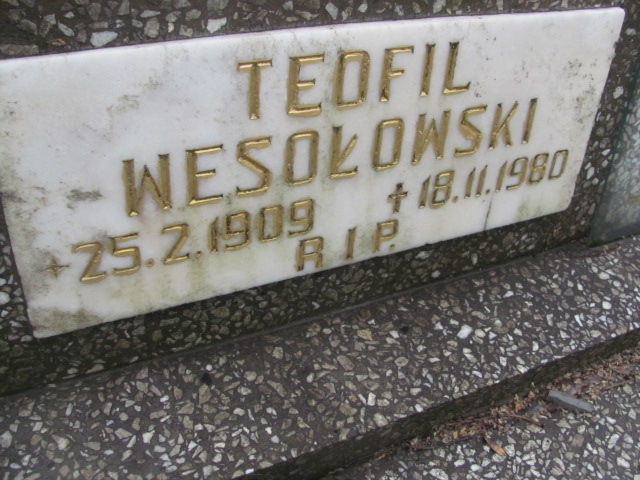 TEOFIL
WESOŁOWSKI
* 25.2.1909 † 18.11.1980
R I P.